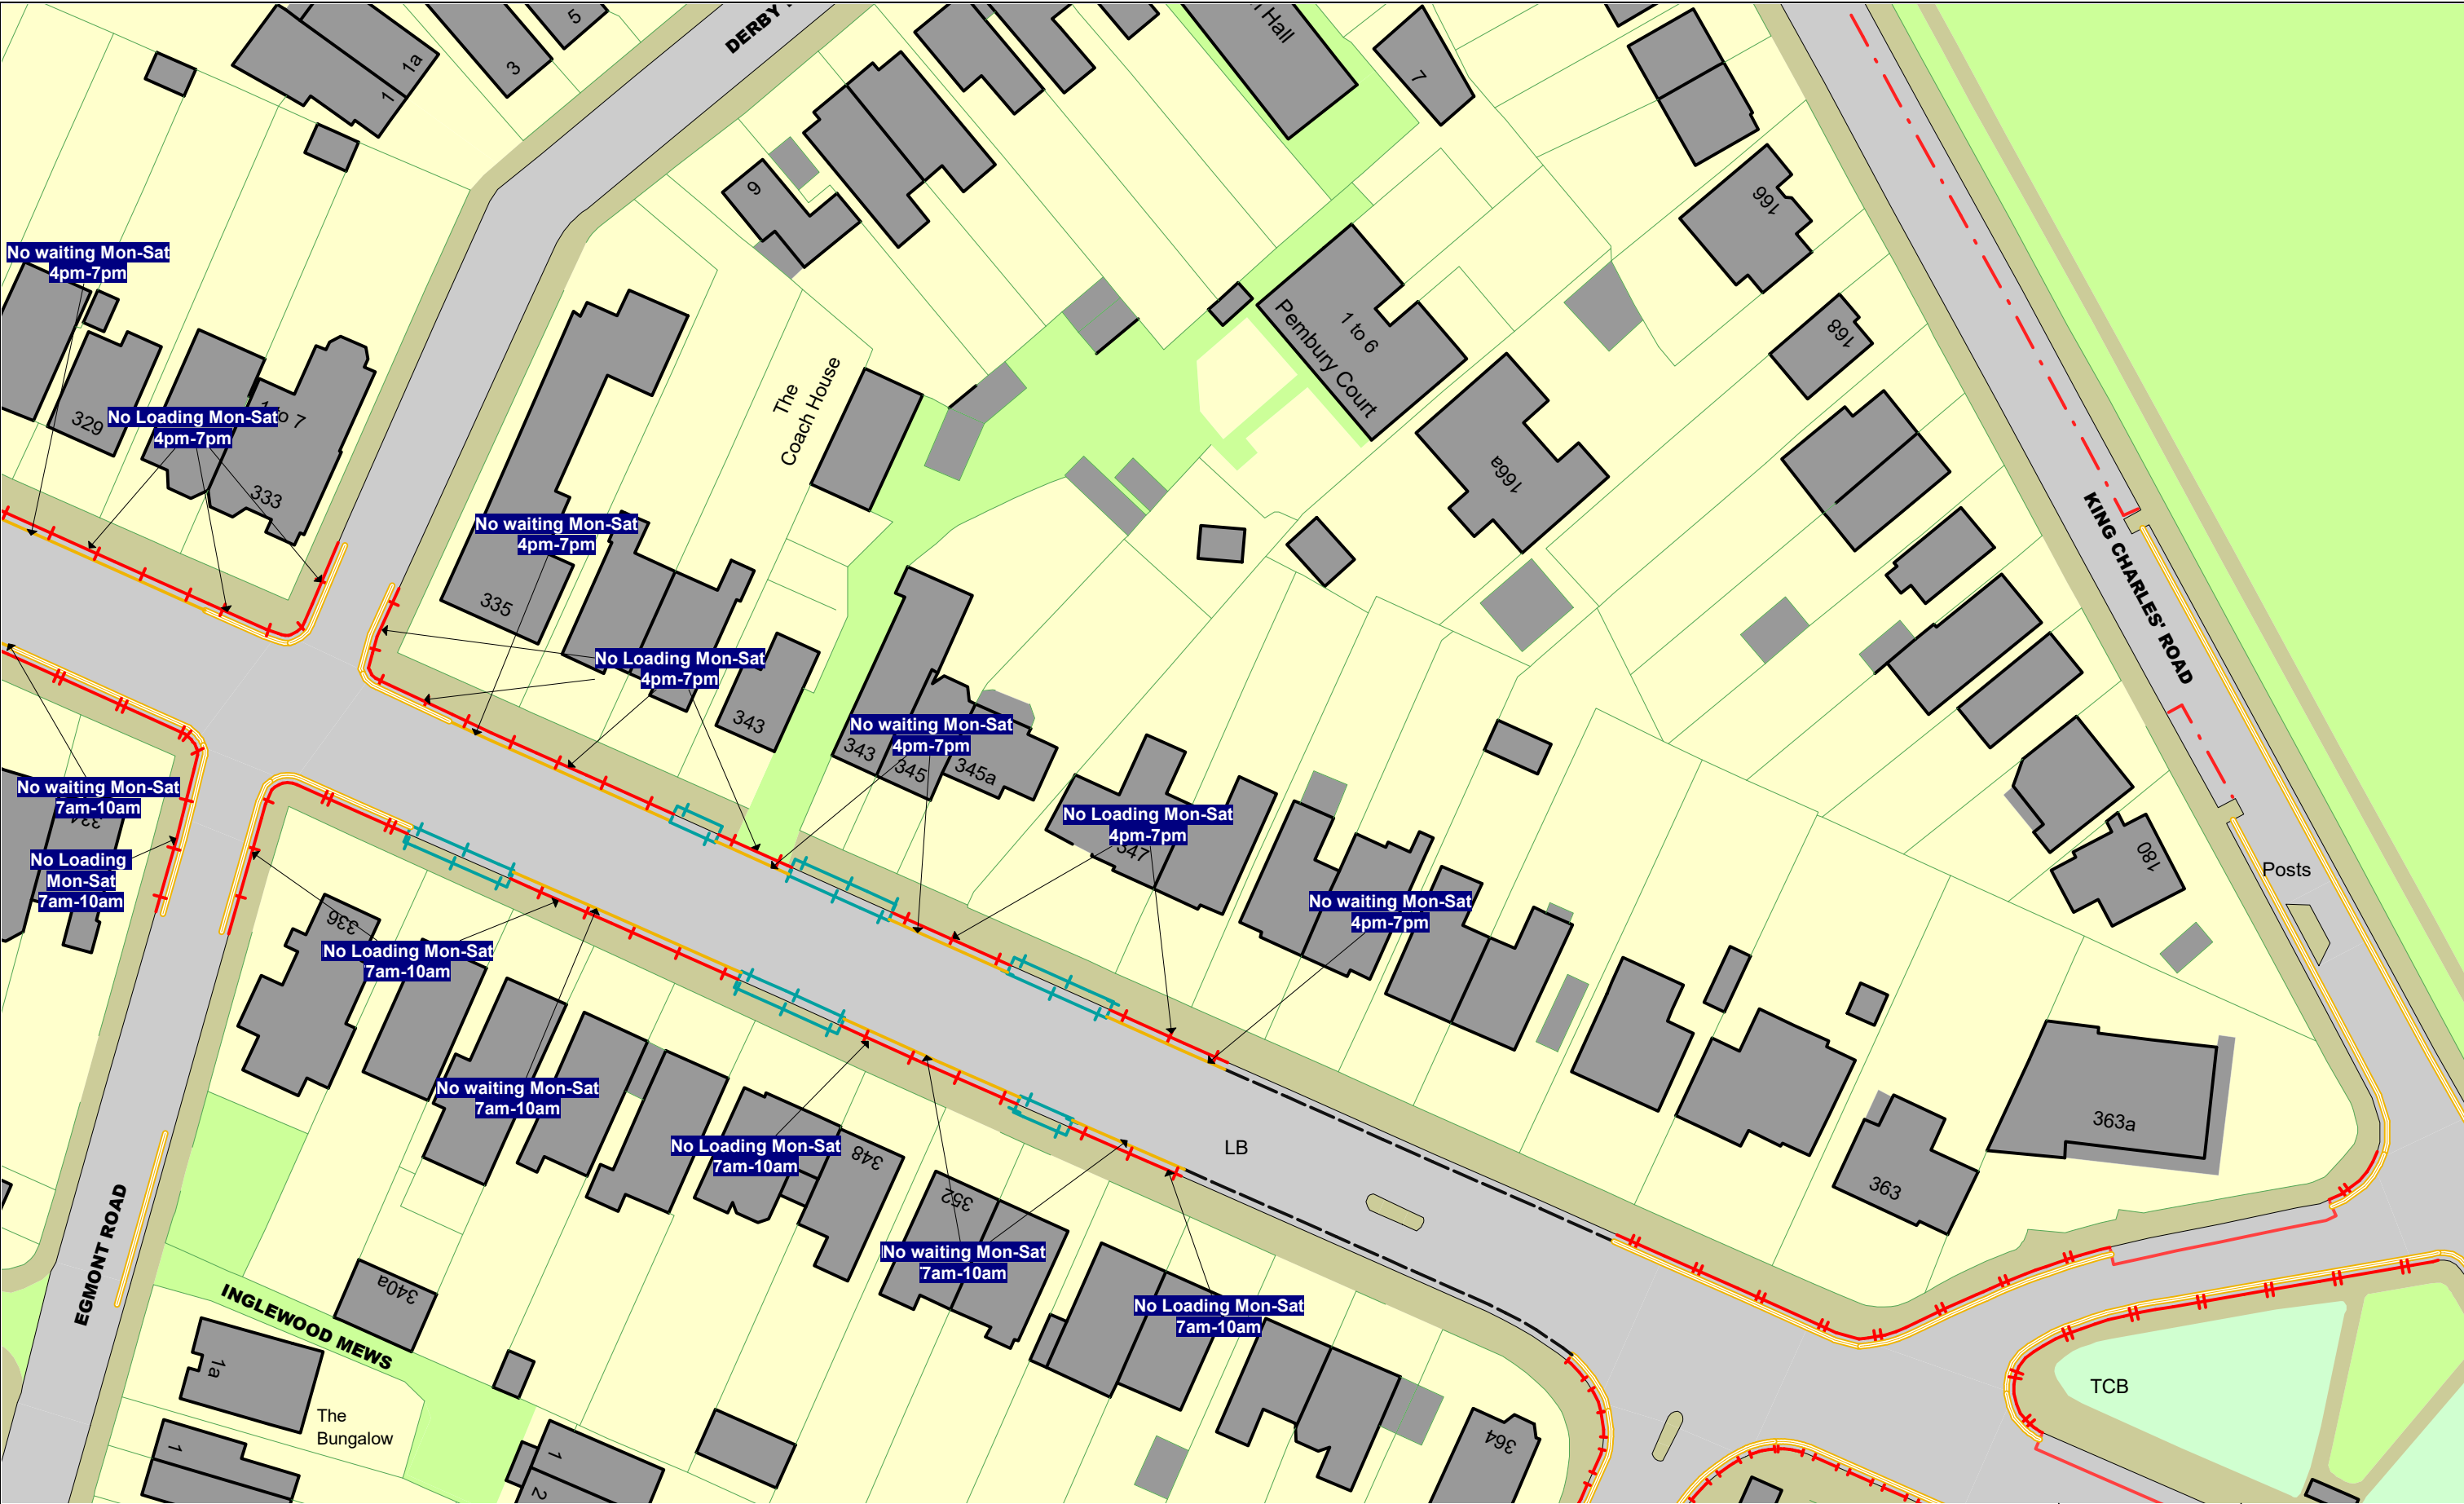 DERBY
5
1a
1
3
n Hall
7
9
166
168
No waiting Mon-Sat
4pm-7pm
329
No Loading Mon-Sat
4pm-7pm
1 to 7
333
The
Coach House
1 to 6
Pembury Court
166a
KING CHARLES' ROAD
No waiting Mon-Sat
4pm-7pm
335
No Loading Mon-Sat
4pm-7pm
343
No waiting Mon-Sat
4pm-7pm
343
345
345a
No waiting Mon-Sat
7am-10am
334
No Loading
Mon-Sat
7am-10am
No Loading Mon-Sat
4pm-7pm
347
No waiting Mon-Sat
4pm-7pm
180
Posts
336
No Loading Mon-Sat
7am-10am
No waiting Mon-Sat
7am-10am
No Loading Mon-Sat
7am-10am
348
352
LB
363a
363
No waiting Mon-Sat
7am-10am
No Loading Mon-Sat
7am-10am
EGMONT ROAD
INGLEWOOD MEWS
340a
1a
The
Bungalow
1
1
2
364
TCB